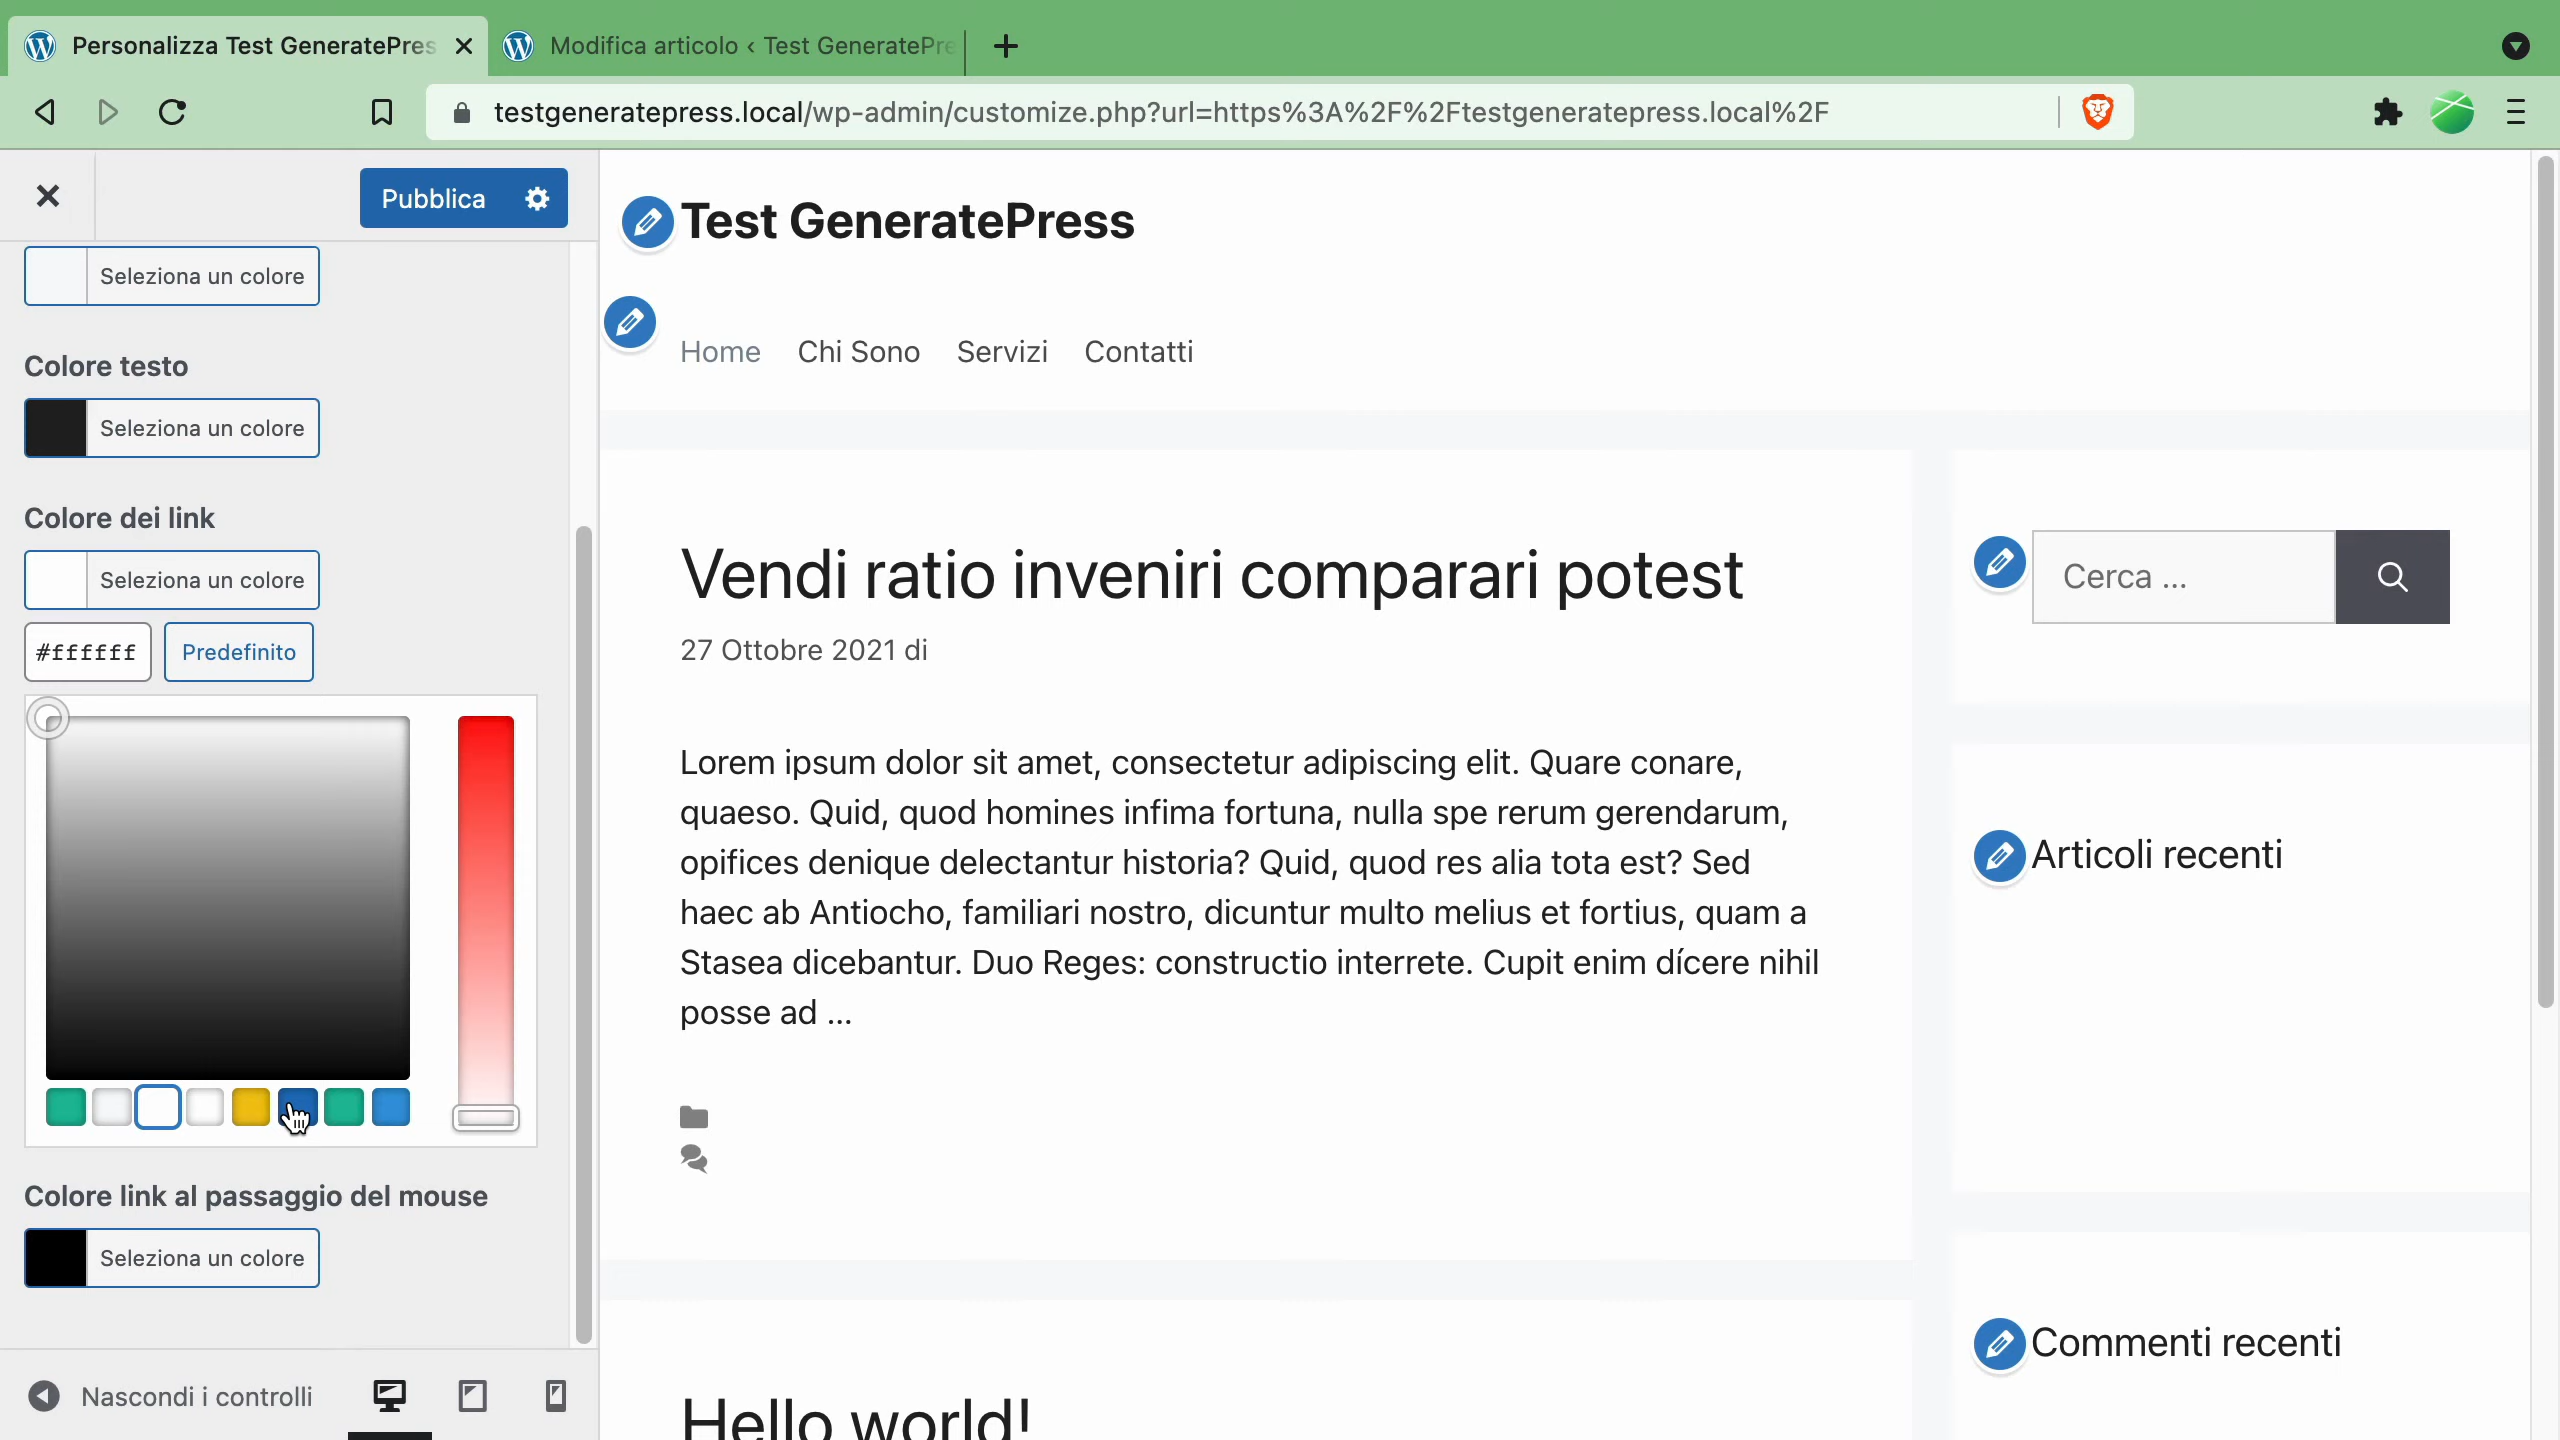 Personalizza Test GeneratePres
Modifica articolo ‹ Test GeneratePre
testgeneratepress.local/wp-admin/customize.php?url=https%3A%2F%2Ftestgeneratepress.local%2F
Pubblica
Seleziona un colore
Colore testo
Seleziona un colore
Colore dei link
Seleziona un colore
#ffffff
Predefinito
Colore link al passaggio del mouse
Seleziona un colore
Nascondi i controlli
Test GeneratePress
Home Chi Sono Servizi Contatti
Vendi ratio inveniri comparari potest
27 Ottobre 2021 di
Lorem ipsum dolor sit amet, consectetur adipiscing elit. Quare conare,
quaeso. Quid, quod homines infima fortuna, nulla spe rerum gerendarum,
opifices denique delectantur historia? Quid, quod res alia tota est? Sed
haec ab Antiocho, familiari nostro, dicuntur multo melius et fortius, quam a
Stasea dicebantur. Duo Reges: constructio interrete. Cupit enim dícere nihil
posse ad ...
Hello world!
Cerca ...
Articoli recenti
Commenti recenti